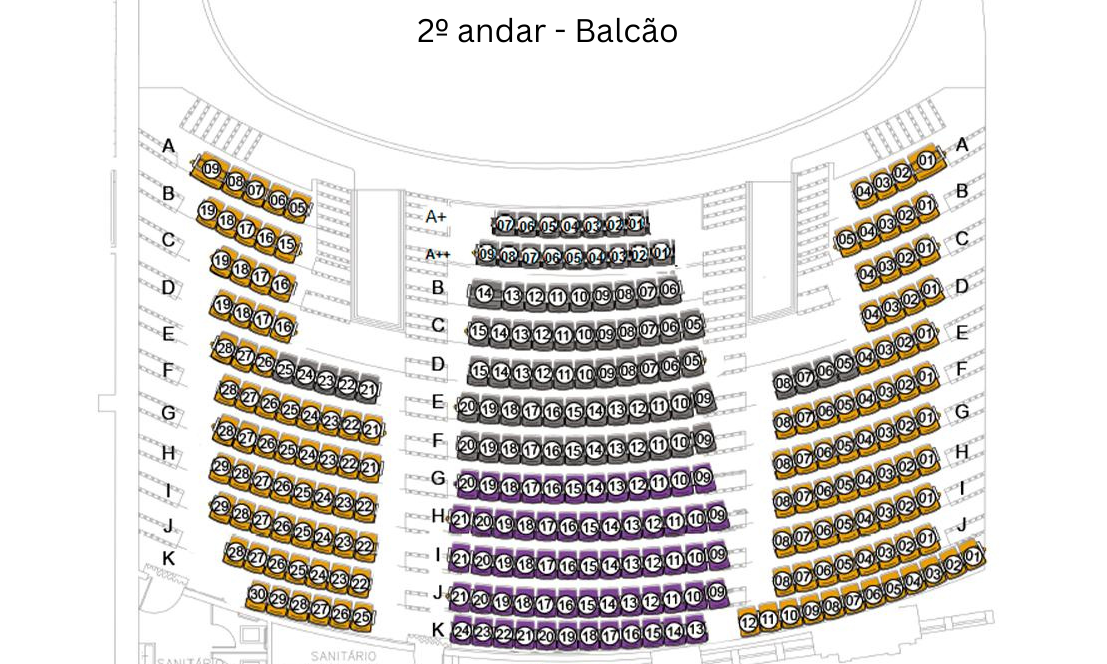 2º andar - Balcão
A 09 08 07 06 05
B 19 18 17 16 15
C 19 18 17 16
D 19 18 17 16
E 28 27 26 25 24 23 22 21
F 28 27 26 25 24 23 22 21
G 28 27 26 25 24 23 22 21
H 29 28 27 26 25 24 23 22
I 29 28 27 26 25 24 23 22
J 28 27 26 25 24 23 22
K 30 29 28 27 26 25
A+ 07 06 05 04 03 02 01
A++ 09 08 07 06 05 04 03 02 01
B 14 13 12 11 10 09 08 07 06
C 15 14 13 12 11 10 09 08 07 06 05
D 15 14 13 12 11 10 09 08 07 06 05
E 20 19 18 17 16 15 14 13 12 11 10 09
F 20 19 18 17 16 15 14 13 12 11 10 09
G 20 19 18 17 16 15 14 13 12 11 10 09
H 21 20 19 18 17 16 15 14 13 12 11 10 09
I 21 20 19 18 17 16 15 14 13 12 11 10 09
J 21 20 19 18 17 16 15 14 13 12 11 10 09
K 24 23 22 21 20 19 18 17 16 15 14 13
04 03 02 01 A
05 04 03 02 01 B
04 03 02 01 C
04 03 02 01 D
08 07 06 05 04 03 02 01 E
08 07 06 05 04 03 02 01 F
08 07 06 05 04 03 02 01 G
08 07 06 05 04 03 02 01 H
08 07 06 05 04 03 02 01 I
08 07 06 05 04 03 02 01 J
12 11 10 09 08 07 06 05 04 03 02 01
SANITÁRIO
SANITÁRIO